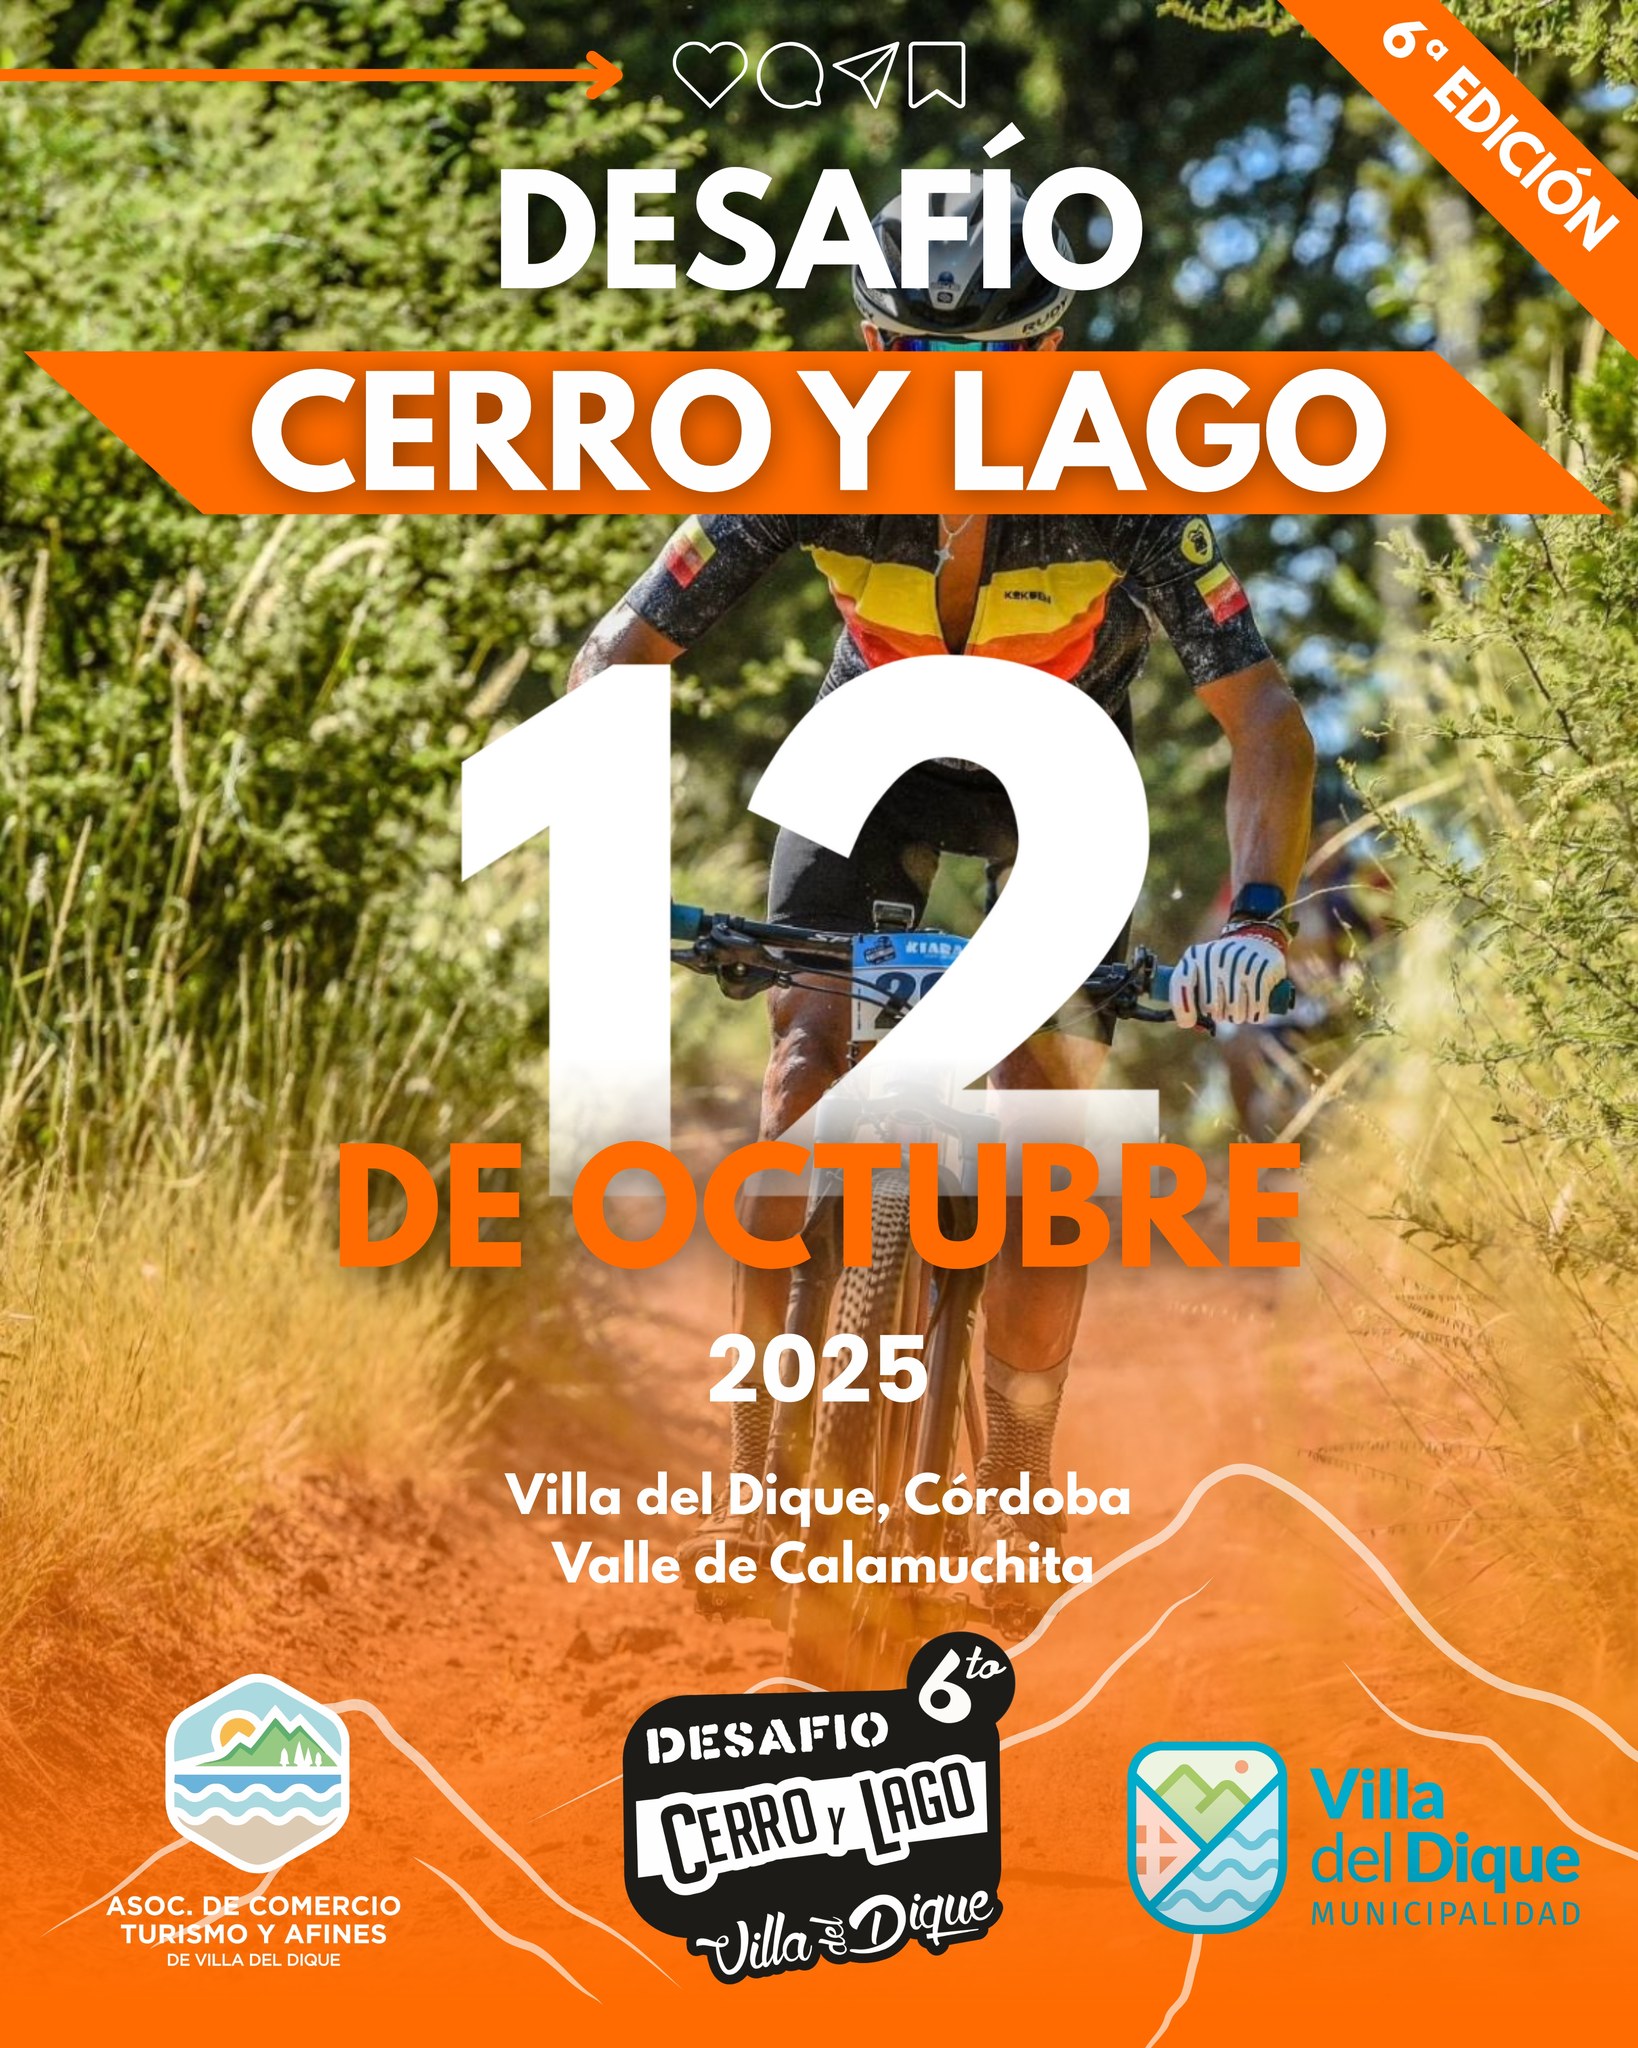 6ª EDICIÓN
DESAFÍO
RUDY
CERRO Y LAGO
12
DE OCTUBRE
2025
Villa del Dique, Córdoba
Valle de Calamuchita
6to
DESAFIO
CERRO Y LAGO
Villa del Dique
ASOC. DE COMERCIO
TURISMO Y AFINES
DE VILLA DEL DIQUE
Villa
del Dique
MUNICIPALIDAD